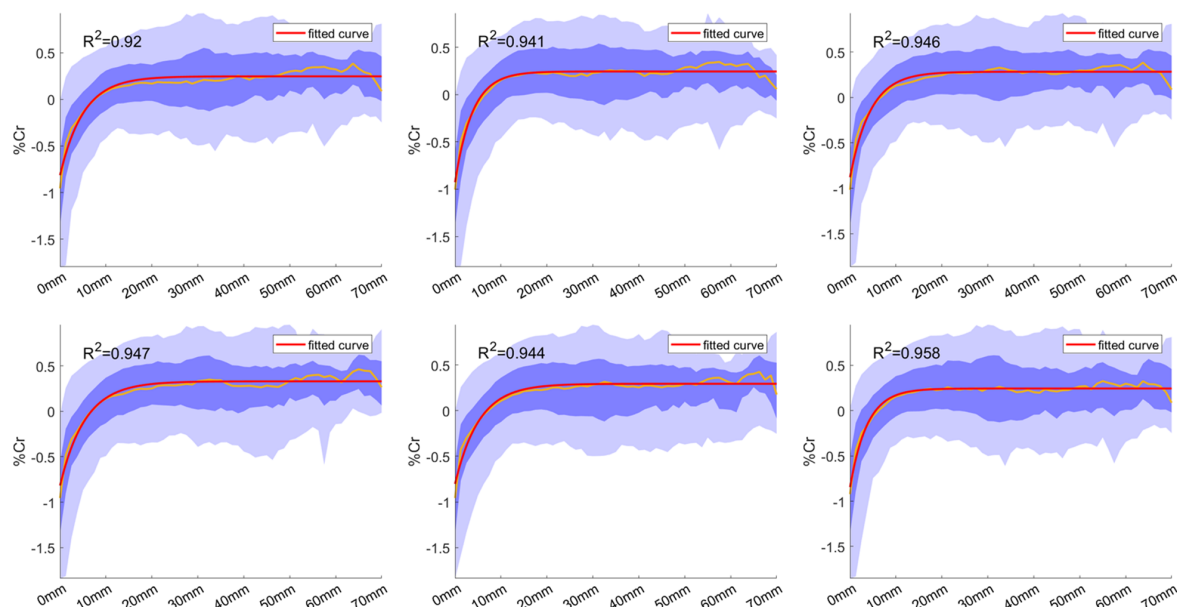 R²=0.92
fitted curve
0.5
0
-0.5
-1
-1.5
%Cr
0mm
10mm
20mm
30mm
40mm
50mm
60mm
70mm
R²=0.941
fitted curve
0.5
0
-0.5
-1
-1.5
%Cr
0mm
10mm
20mm
30mm
40mm
50mm
60mm
70mm
R²=0.946
fitted curve
0.5
0
-0.5
-1
-1.5
%Cr
0mm
10mm
20mm
30mm
40mm
50mm
60mm
70mm
R²=0.947
fitted curve
0.5
0
-0.5
-1
-1.5
%Cr
0mm
10mm
20mm
30mm
40mm
50mm
60mm
70mm
R²=0.944
fitted curve
0.5
0
-0.5
-1
-1.5
%Cr
0mm
10mm
20mm
30mm
40mm
50mm
60mm
70mm
R²=0.958
fitted curve
0.5
0
-0.5
-1
-1.5
%Cr
0mm
10mm
20mm
30mm
40mm
50mm
60mm
70mm